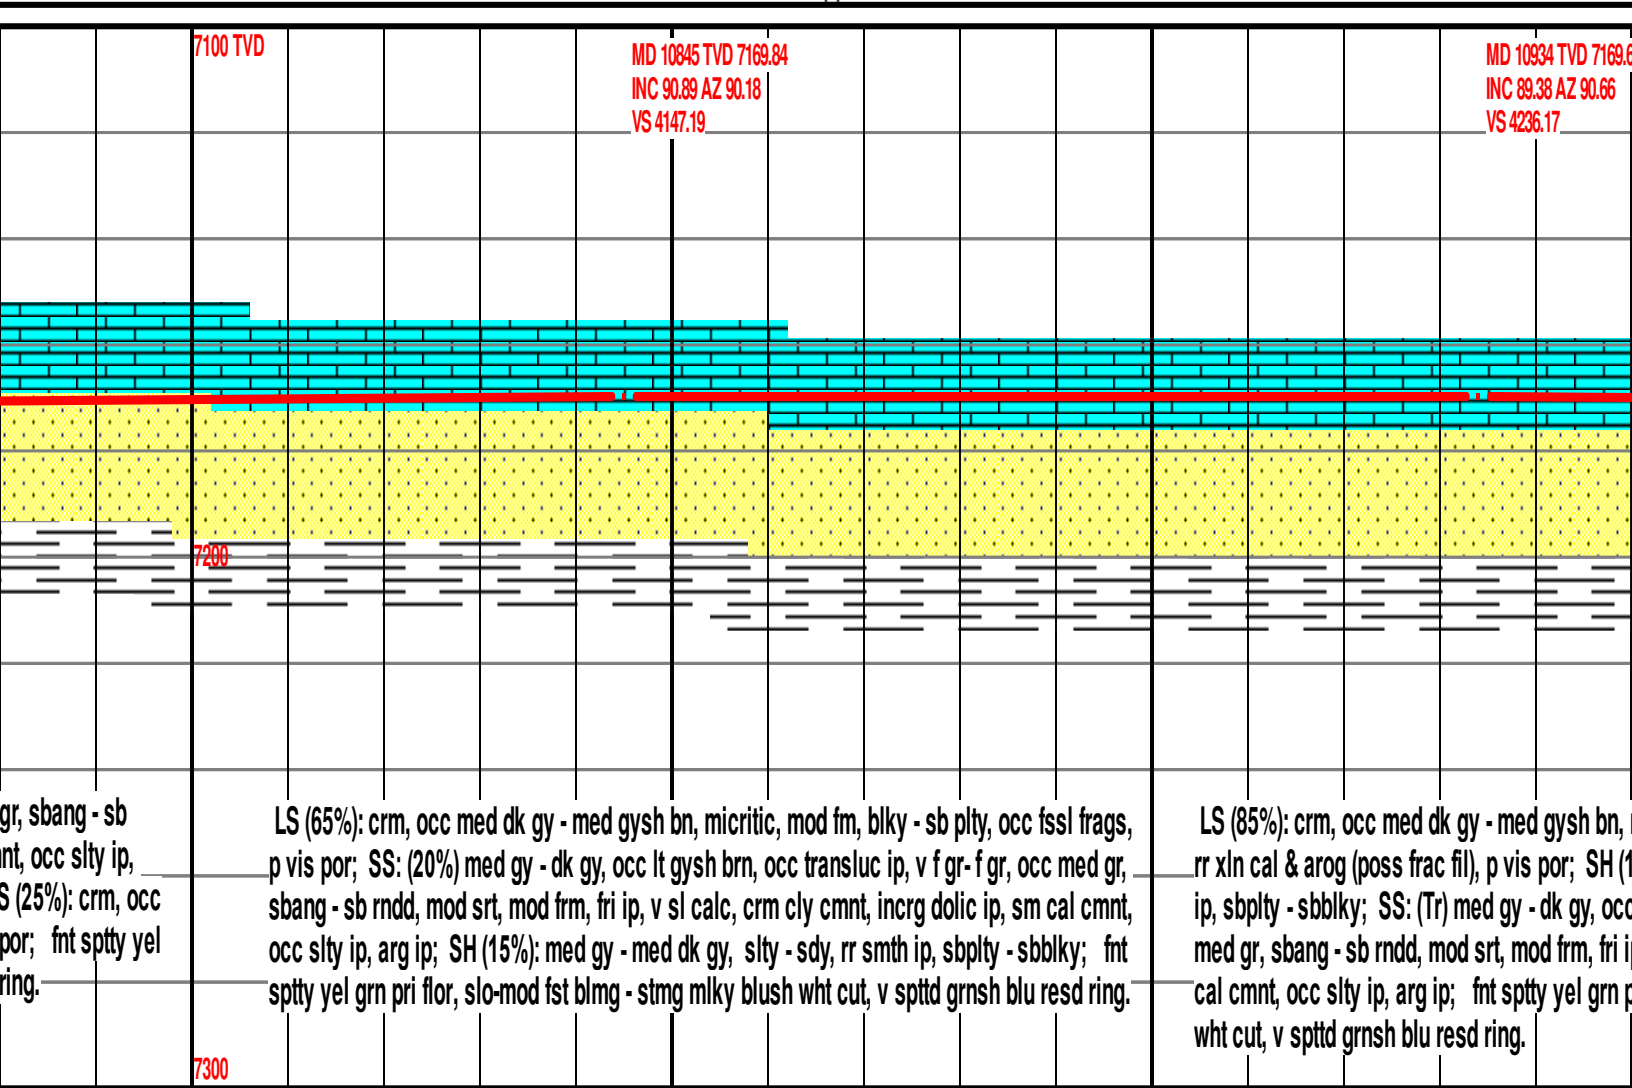 7100 TVD
MD 10845 TVD 7169.84
INC 90.89 AZ 90.18
VS 4147.19
MD 10934 TVD 7169.6
INC 89.38 AZ 90.66
VS 4236.17
7200
gr, sbang - sb
nt, occ slty ip,
S (25%): crm, occ
por; fnt sptty yel
ring.
LS (65%): crm, occ med dk gy - med gysh bn, micritic, mod fm, blky - sb plty, occ fssl frags,
p vis por; SS: (20%) med gy - dk gy, occ lt gysh brn, occ transluc ip, v f gr- f gr, occ med gr,
sbang - sb rndd, mod srt, mod frm, fri ip, v sl calc, crm cly cmnt, incrg dolic ip, sm cal cmnt,
occ slty ip, arg ip; SH (15%): med gy - med dk gy, slty - sdy, rr smth ip, sbplty - sbblky; fnt
sptty yel grn pri flor, slo-mod fst blmg - stmg mlky blush wht cut, v spttd grnsh blu resd ring.
LS (85%): crm, occ med dk gy - med gysh bn,
rr xln cal & arog (poss frac fil), p vis por; SH (1
ip, sbplty - sbblky; SS: (Tr) med gy - dk gy, occ
med gr, sbang - sb rndd, mod srt, mod frm, fri ip
cal cmnt, occ slty ip, arg ip; fnt sptty yel grn p
wht cut, v spttd grnsh blu resd ring.
7300